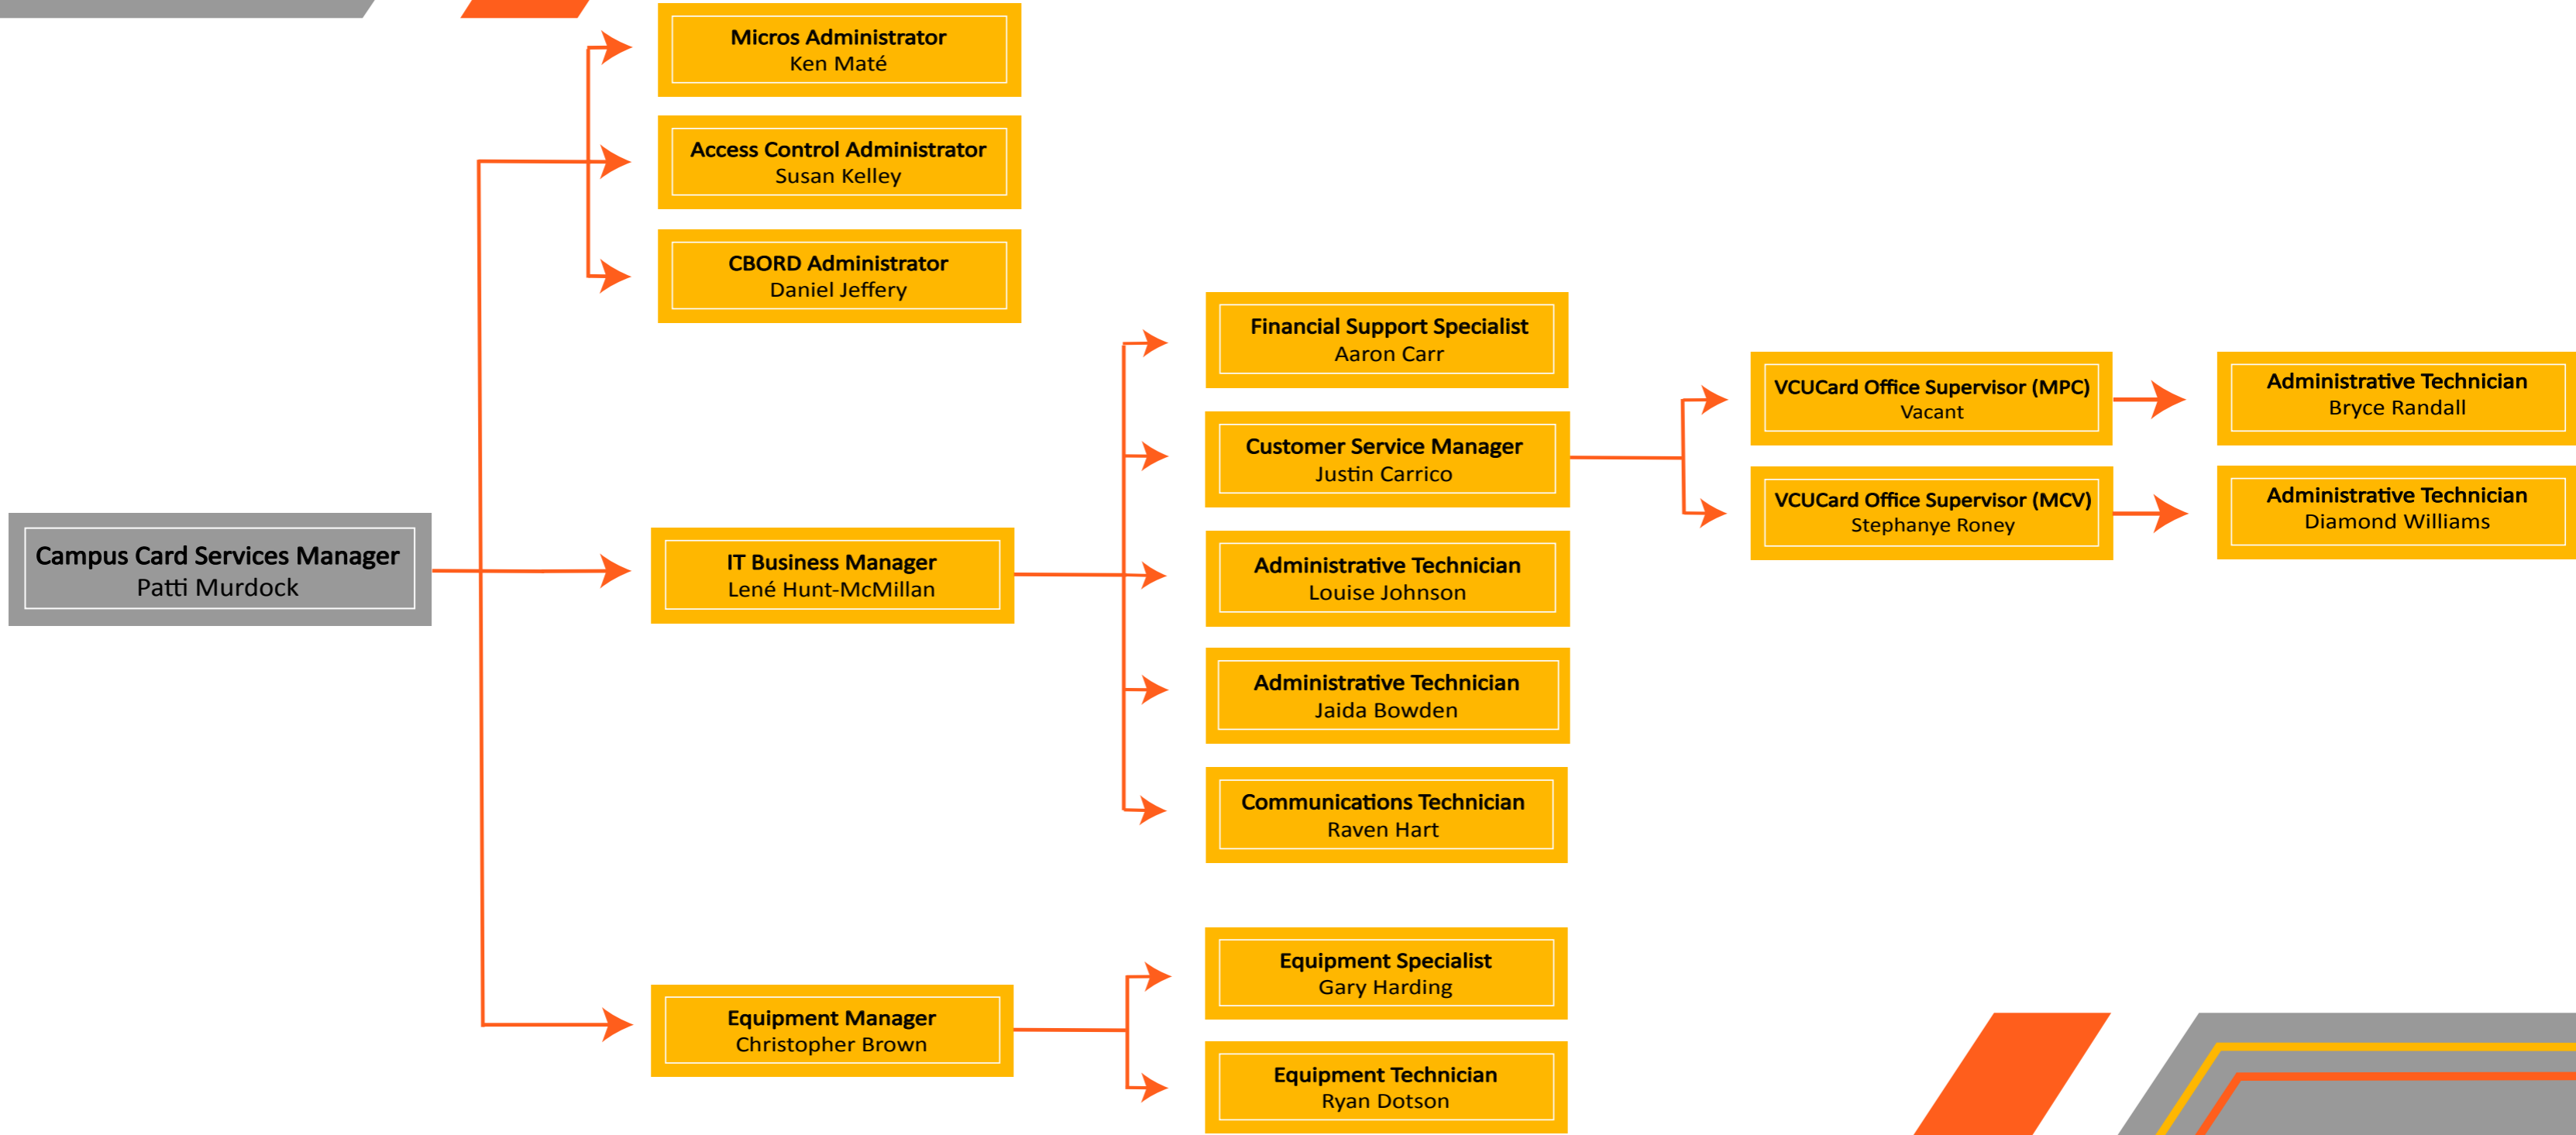 Micros Administrator
Ken Maté
Access Control Administrator
Susan Kelley
CBORD Administrator
Daniel Jeffery
Campus Card Services Manager
Patti Murdock
IT Business Manager
Lené Hunt-McMillan
Equipment Manager
Christopher Brown
Financial Support Specialist
Aaron Carr
Customer Service Manager
Justin Carrico
Administrative Technician
Louise Johnson
Administrative Technician
Jaida Bowden
Communications Technician
Raven Hart
Equipment Specialist
Gary Harding
Equipment Technician
Ryan Dotson
VCUCard Office Supervisor (MPC)
Vacant
VCUCard Office Supervisor (MCV)
Stephanye Roney
Administrative Technician
Bryce Randall
Administrative Technician
Diamond Williams